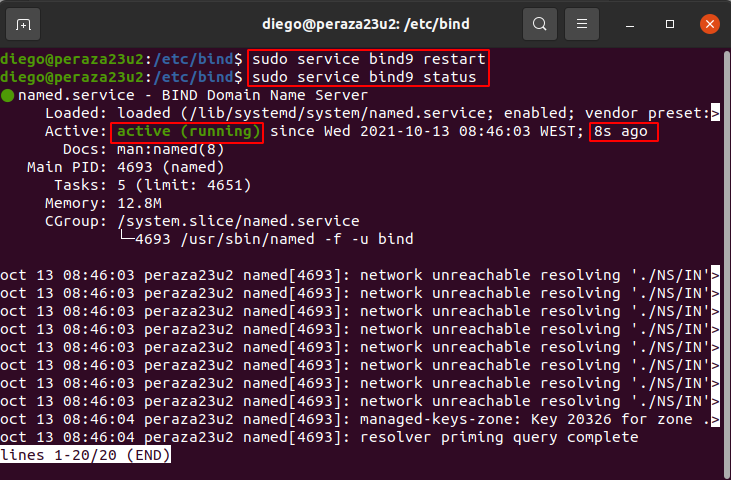 diego@peraza23u2: /etc/bind
diego@peraza23u2:/etc/bind$ sudo service bind9 restart
diego@peraza23u2:/etc/bind$ sudo service bind9 status
● named.service - BIND Domain Name Server
     Loaded: loaded (/lib/systemd/system/named.service; enabled; vendor preset:>
     Active: active (running) since Wed 2021-10-13 08:46:03 WEST; 8s ago
       Docs: man:named(8)
   Main PID: 4693 (named)
      Tasks: 5 (limit: 4651)
     Memory: 12.8M
     CGroup: /system.slice/named.service
             └─4693 /usr/sbin/named -f -u bind
oct 13 08:46:03 peraza23u2 named[4693]: network unreachable resolving './NS/IN'>
oct 13 08:46:03 peraza23u2 named[4693]: network unreachable resolving './NS/IN'>
oct 13 08:46:03 peraza23u2 named[4693]: network unreachable resolving './NS/IN'>
oct 13 08:46:03 peraza23u2 named[4693]: network unreachable resolving './NS/IN'>
oct 13 08:46:03 peraza23u2 named[4693]: network unreachable resolving './NS/IN'>
oct 13 08:46:03 peraza23u2 named[4693]: network unreachable resolving './NS/IN'>
oct 13 08:46:03 peraza23u2 named[4693]: network unreachable resolving './NS/IN'>
oct 13 08:46:03 peraza23u2 named[4693]: network unreachable resolving './NS/IN'>
oct 13 08:46:04 peraza23u2 named[4693]: managed-keys-zone: Key 20326 for zone .>
oct 13 08:46:04 peraza23u2 named[4693]: resolver priming query complete
lines 1-20/20 (END)